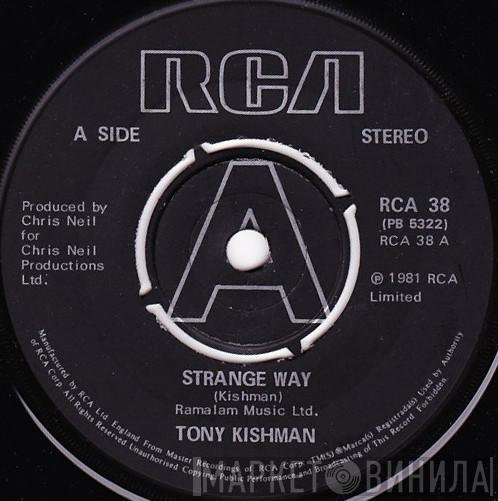 RCA
A SIDE
STEREO
A
Produced by
Chris Neil
for
Chris Neil
Productions
Ltd.
RCA 38
(PB 5322)
RCA 38 A
℗ 1981 RCA
Limited
STRANGE WAY
(Kishman)
Ramalam Music Ltd.
TONY KISHMAN
Manufactured by RCA Ltd. England. From Master Recordings of RCA Corp. TM(S) ® Marca(s) Registrada(s) Used by Authority
of RCA Corp. All Rights Reserved Unauthorised Copying, Public Performance and Broadcasting of This Record Forbidden.
МАРКЕТ ВИНИЛА